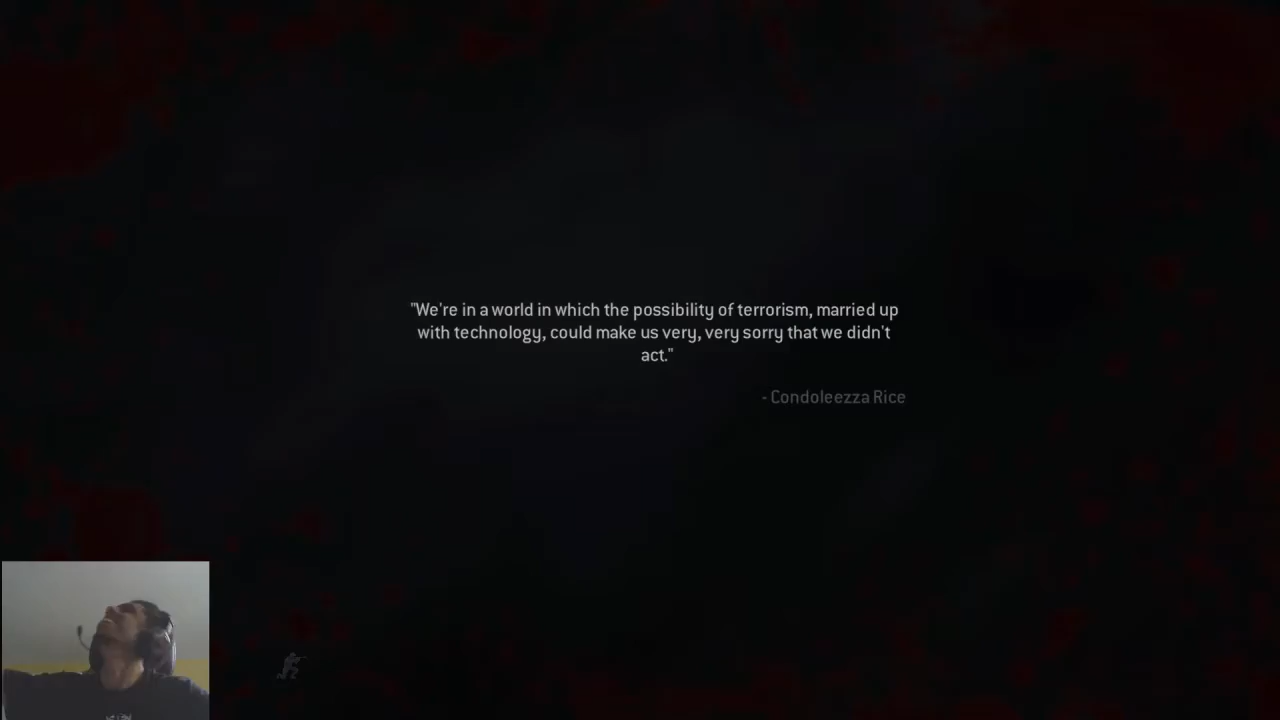 "We're in a world in which the possibility of terrorism, married up
with technology, could make us very, very sorry that we didn't
act."
- Condoleezza Rice